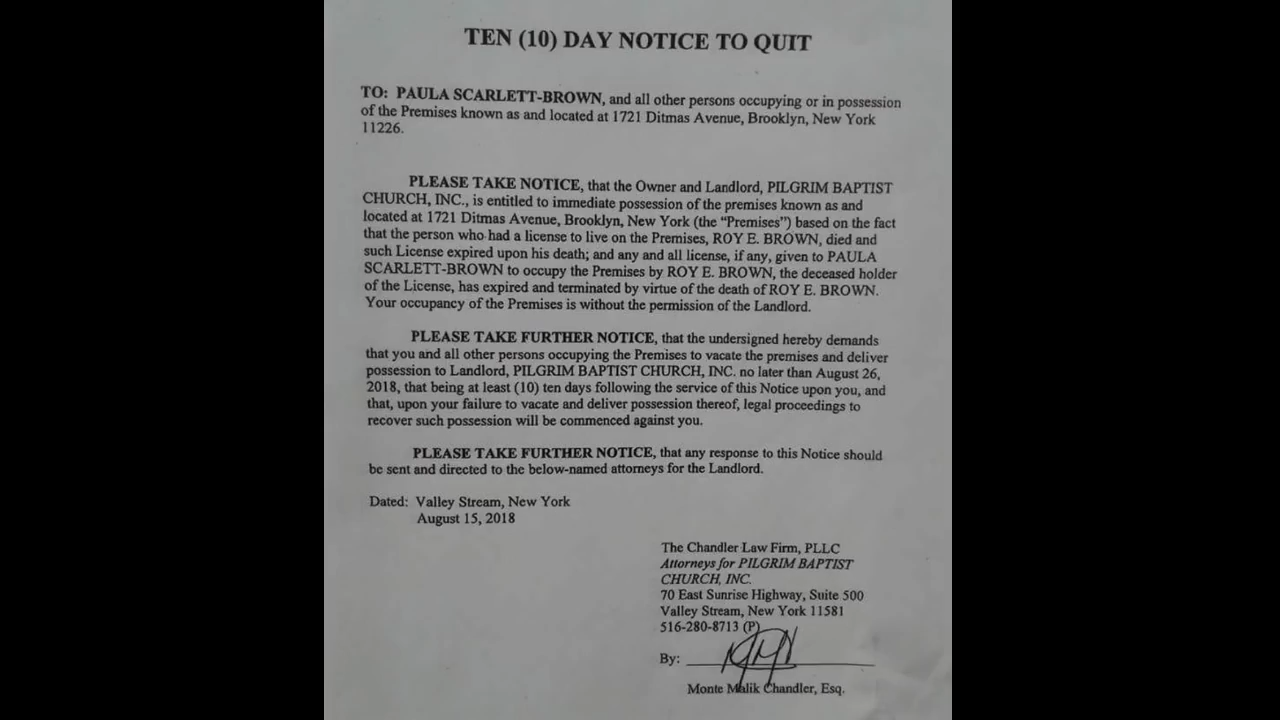 TEN (10) DAY NOTICE TO QUIT
TO: PAULA SCARLETT-BROWN, and all other persons occupying or in possession
of the Premises known as and located at 1721 Ditmas Avenue, Brooklyn, New York
11226.
PLEASE TAKE NOTICE, that the Owner and Landlord, PILGRIM BAPTIST
CHURCH, INC., is entitled to immediate possession of the premises known as and
located at 1721 Ditmas Avenue, Brooklyn, New York (the “Premises”) based on the fact
that the person who had a license to live on the Premises, ROY E. BROWN, died and
such License expired upon his death; and any and all license, if any, given to PAULA
SCARLETT-BROWN to occupy the Premises by ROY E. BROWN, the deceased holder
of the License, has expired and terminated by virtue of the death of ROY E. BROWN.
Your occupancy of the Premises is without the permission of the Landlord.
PLEASE TAKE FURTHER NOTICE, that the undersigned hereby demands
that you and all other persons occupying the Premises to vacate the premises and deliver
possession to Landlord, PILGRIM BAPTIST CHURCH, INC. no later than August 26,
2018, that being at least (10) ten days following the service of this Notice upon you, and
that, upon your failure to vacate and deliver possession thereof, legal proceedings to
recover such possession will be commenced against you.
PLEASE TAKE FURTHER NOTICE, that any response to this Notice should
be sent and directed to the below-named attorneys for the Landlord.
Dated: Valley Stream, New York
August 15, 2018
The Chandler Law Firm, PLLC
Attorneys for PILGRIM BAPTIST
CHURCH, INC.
70 East Sunrise Highway, Suite 500
Valley Stream, New York 11581
516-280-8713 (P)
By:
Monte Malik Chandler, Esq.